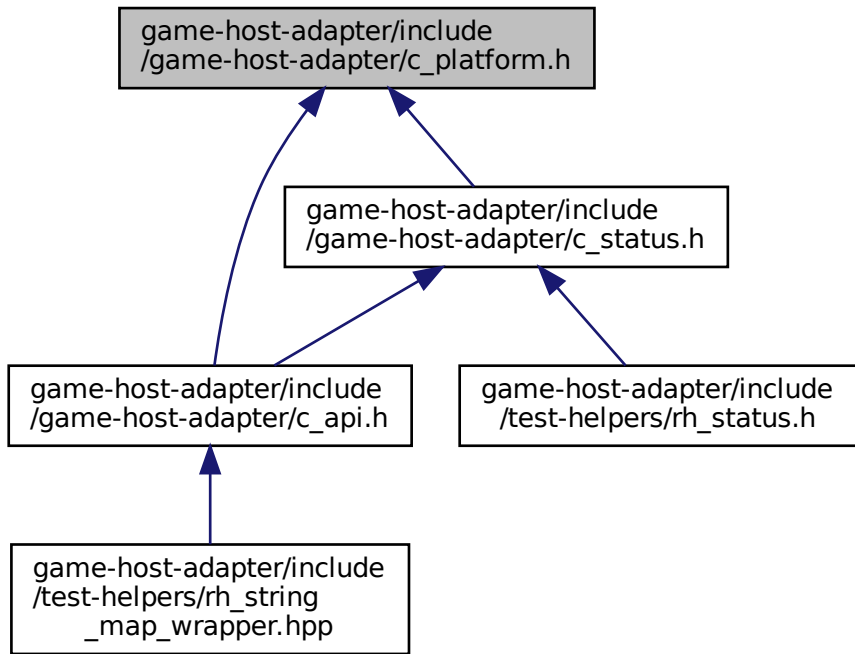 game-host-adapter/include
/game-host-adapter/c_platform.h
game-host-adapter/include
/game-host-adapter/c_status.h
game-host-adapter/include
/game-host-adapter/c_api.h
game-host-adapter/include
/test-helpers/rh_status.h
game-host-adapter/include
/test-helpers/rh_string
_map_wrapper.hpp